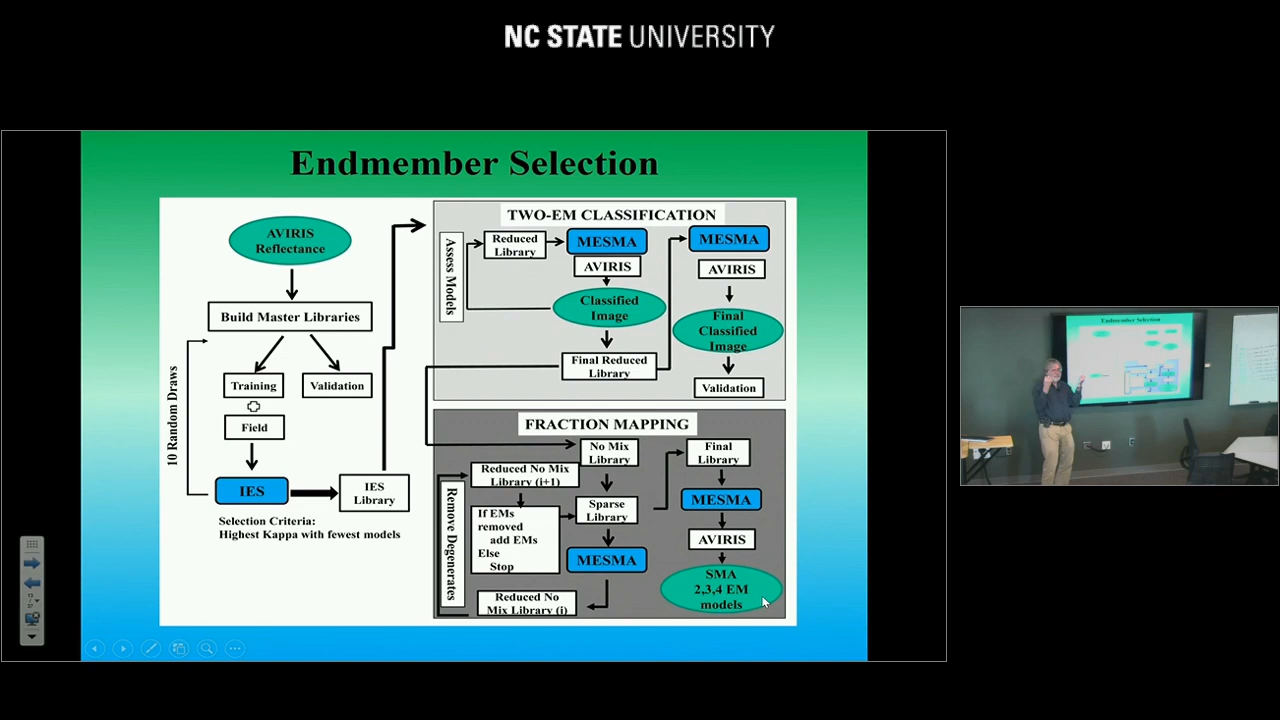 NC STATE UNIVERSITY
Endmember Selection
AVIRIS
Reflectance
Build Master Libraries
Training
Validation
Field
10 Random Draws
IES
IES
Library
Selection Criteria:
Highest Kappa with fewest models
TWO-EM CLASSIFICATION
Assess Models
Reduced
Library
MESMA
AVIRIS
Classified
Image
Final Reduced
Library
MESMA
AVIRIS
Final
Classified
Image
Validation
FRACTION MAPPING
No Mix
Library
Reduced No Mix
Library (i+1)
Remove Degenerates
If EMs
removed
add EMs
Else
Stop
Sparse
Library
MESMA
Reduced No
Mix Library (i)
Final
Library
MESMA
AVIRIS
SMA
2,3,4 EM
models
Endmember Selection